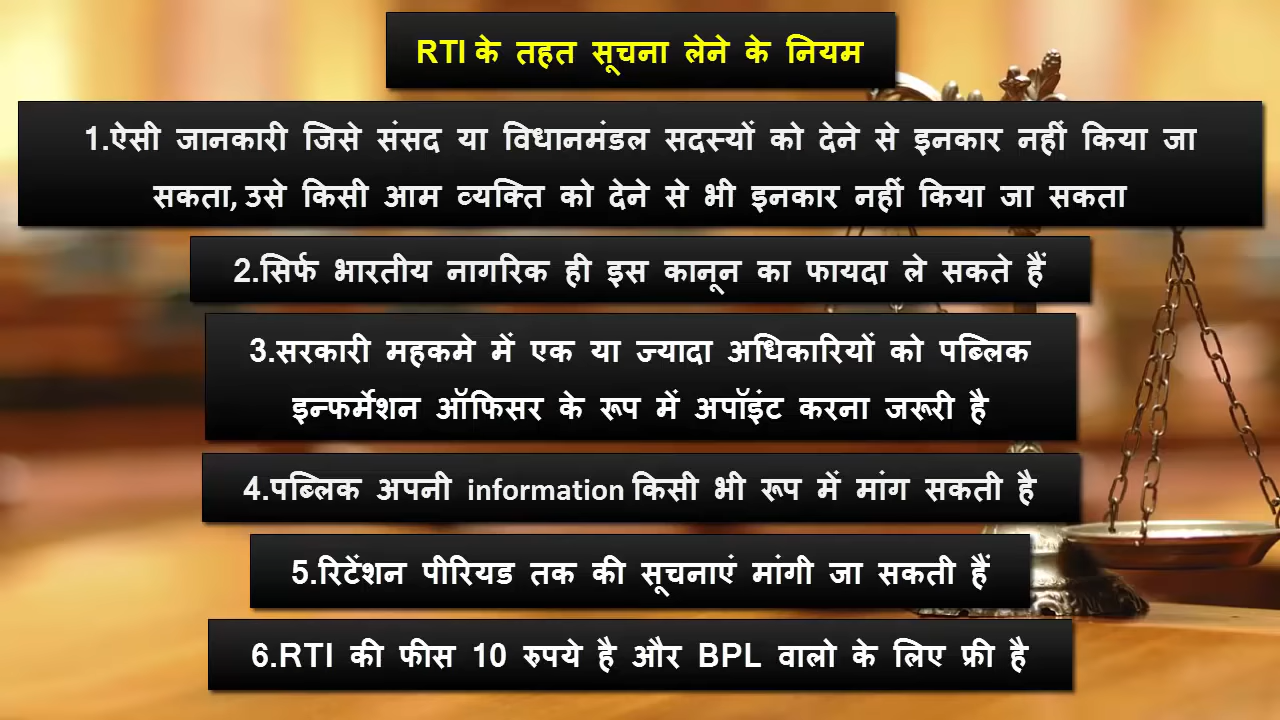 RTI के तहत सूचना लेने के नियम
1.ऐसी जानकारी जिसे संसद या विधानमंडल सदस्यों को देने से इनकार नहीं किया जा
सकता, उसे किसी आम व्यक्ति को देने से भी इनकार नहीं किया जा सकता
2.सिर्फ भारतीय नागरिक ही इस कानून का फायदा ले सकते हैं
3.सरकारी महकमे में एक या ज्यादा अधिकारियों को पब्लिक
इन्फर्मेशन ऑफिसर के रूप में अपॉइंट करना जरूरी है
4.पब्लिक अपनी information किसी भी रूप में मांग सकती है
5.रिटेंशन पीरियड तक की सूचनाएं मांगी जा सकती हैं
6.RTI की फीस 10 रुपये है और BPL वालो के लिए फ्री है